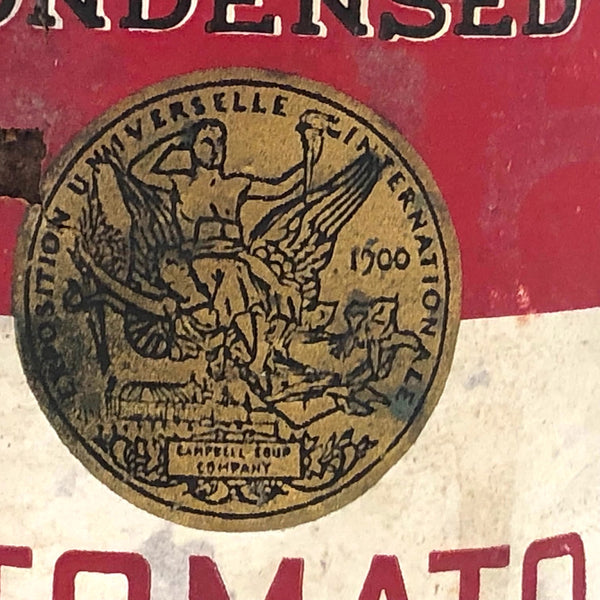 ONDENSED
EXPOSITION UNIVERSELLE INTERNATIONALE
1900
CAMPBELL SOUP
COMPANY
TOMATO